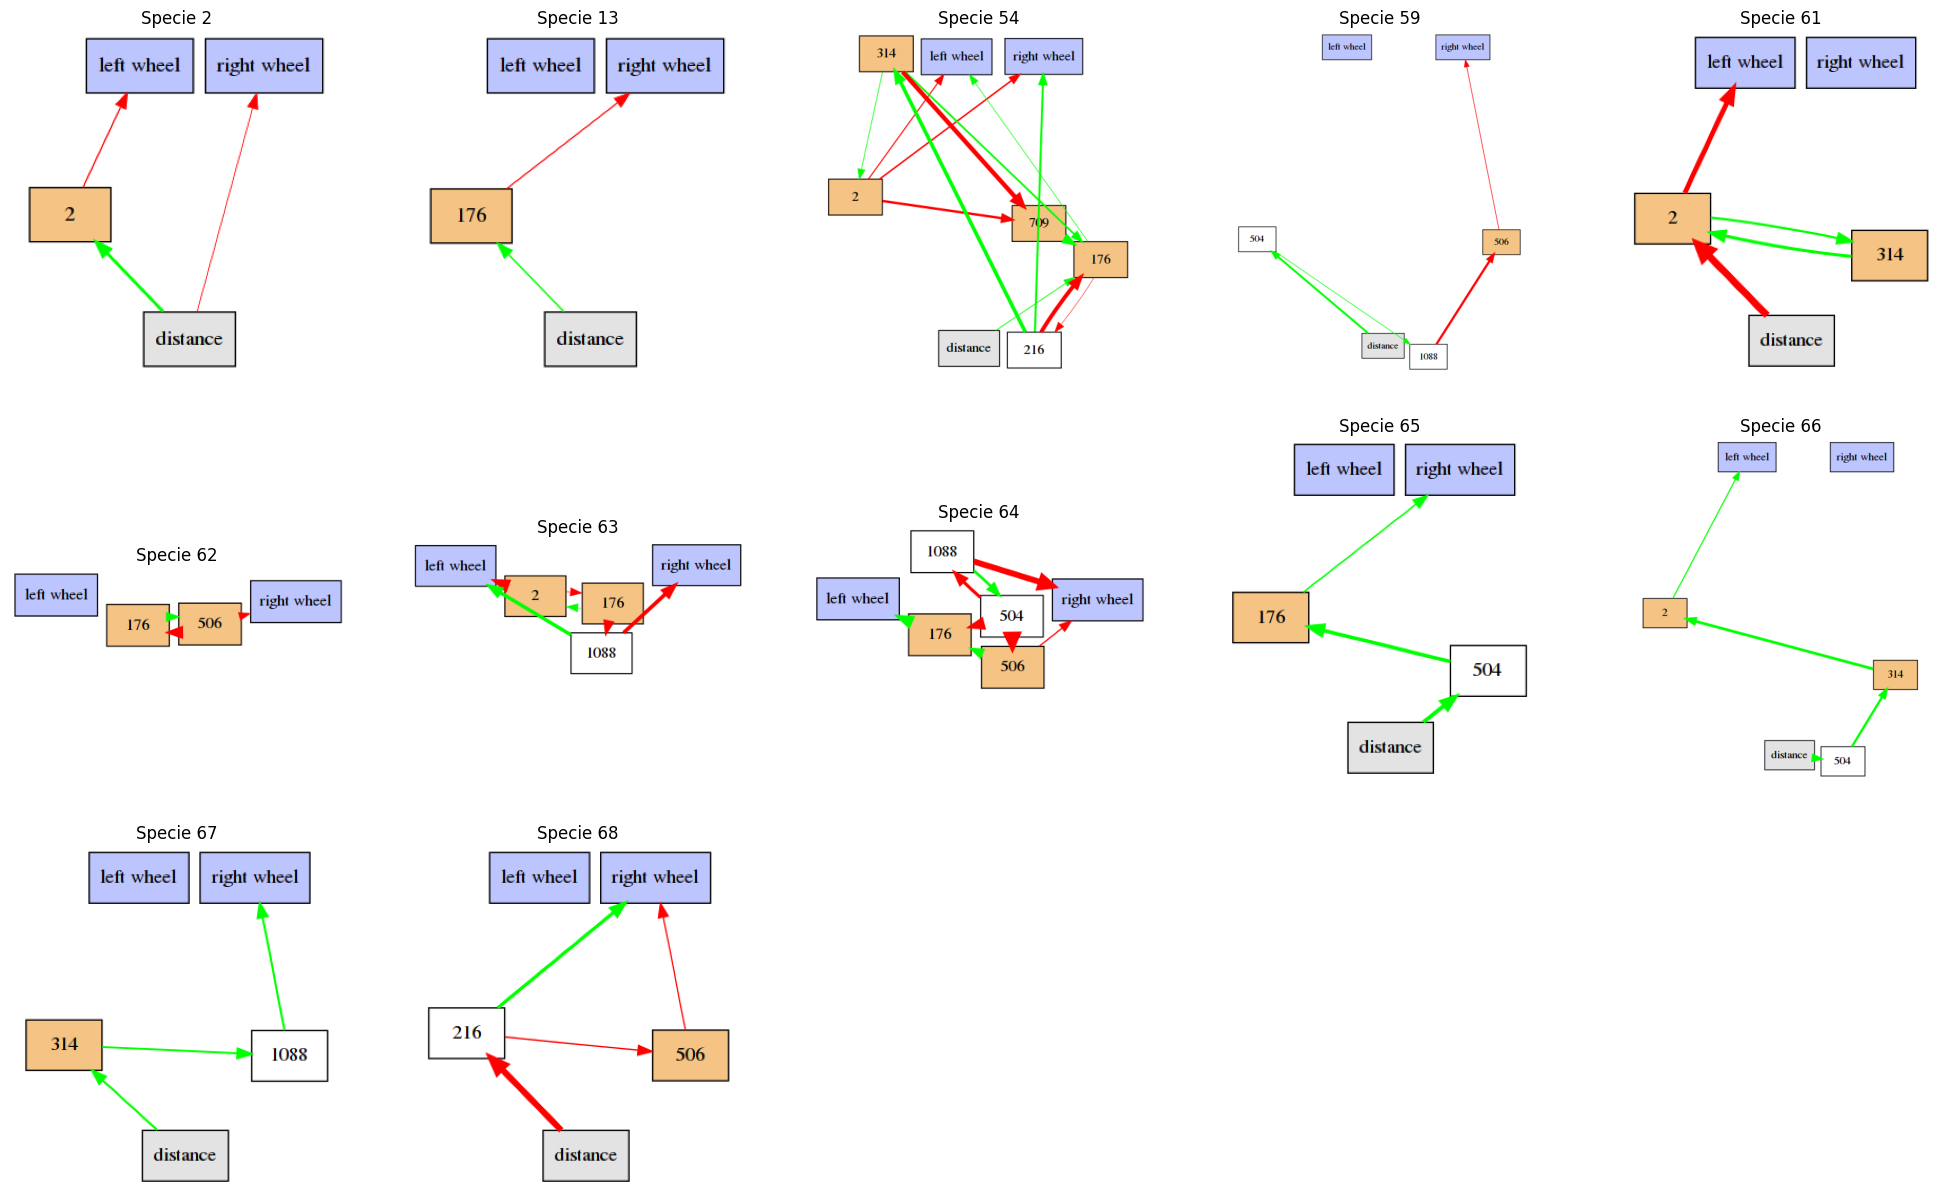 Specie 2
left wheel
right wheel
2
distance
Specie 13
left wheel
right wheel
176
distance
Specie 54
314
left wheel
right wheel
2
709
176
distance
216
Specie 59
left wheel
right wheel
504
506
distance
1088
Specie 61
left wheel
right wheel
2
314
distance
Specie 62
left wheel
176
506
right wheel
Specie 63
left wheel
2
176
right wheel
1088
Specie 64
1088
left wheel
504
right wheel
176
506
Specie 65
left wheel
right wheel
176
504
distance
Specie 66
left wheel
right wheel
2
314
distance
504
Specie 67
left wheel
right wheel
314
1088
distance
Specie 68
left wheel
right wheel
216
506
distance